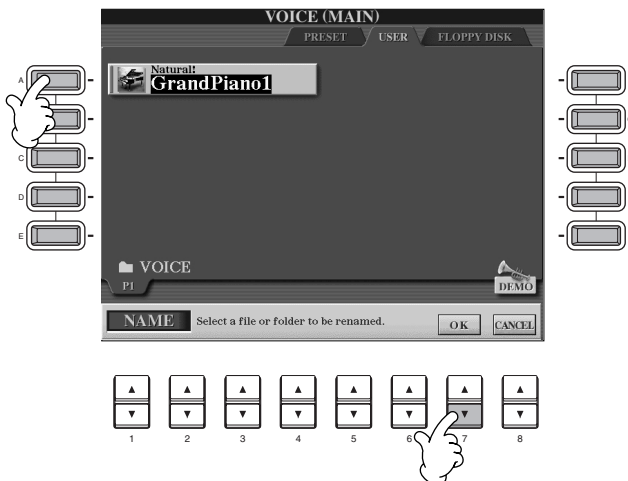 VOICE (MAIN)
PRESET USER FLOPPY DISK
A
Natural!
GrandPiano1
C
D
E
VOICE
P1
DEMO
NAME Select a file or folder to be renamed. OK CANCEL
1 2 3 4 5 6 7 8